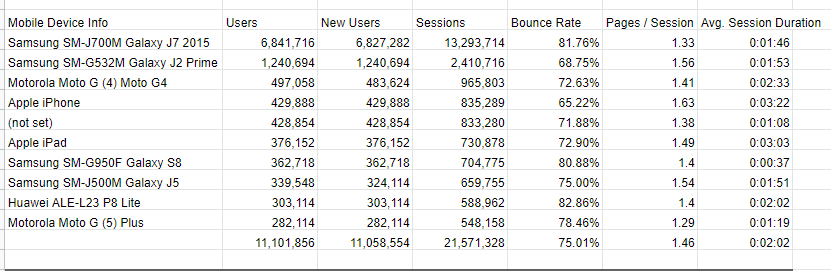 Mobile Device Info Users New Users Sessions Bounce Rate Pages / Session Avg. Session Duration
Samsung SM-J700M Galaxy J7 2015 6,841,716 6,827,282 13,293,714 81.76% 1.33 0:01:46
Samsung SM-G532M Galaxy J2 Prime 1,240,694 1,240,694 2,410,716 68.75% 1.56 0:01:53
Motorola Moto G (4) Moto G4 497,058 483,624 965,803 72.63% 1.41 0:02:33
Apple iPhone 429,888 429,888 835,289 65.22% 1.63 0:03:22
(not set) 428,854 428,854 833,280 71.88% 1.38 0:01:08
Apple iPad 376,152 376,152 730,878 72.90% 1.49 0:03:03
Samsung SM-G950F Galaxy S8 362,718 362,718 704,775 80.88% 1.4 0:00:37
Samsung SM-J500M Galaxy J5 339,548 324,114 659,755 75.00% 1.54 0:01:51
Huawei ALE-L23 P8 Lite 303,114 303,114 588,962 82.86% 1.4 0:02:02
Motorola Moto G (5) Plus 282,114 282,114 548,158 78.46% 1.29 0:01:19
11,101,856 11,058,554 21,571,328 75.01% 1.46 0:02:02